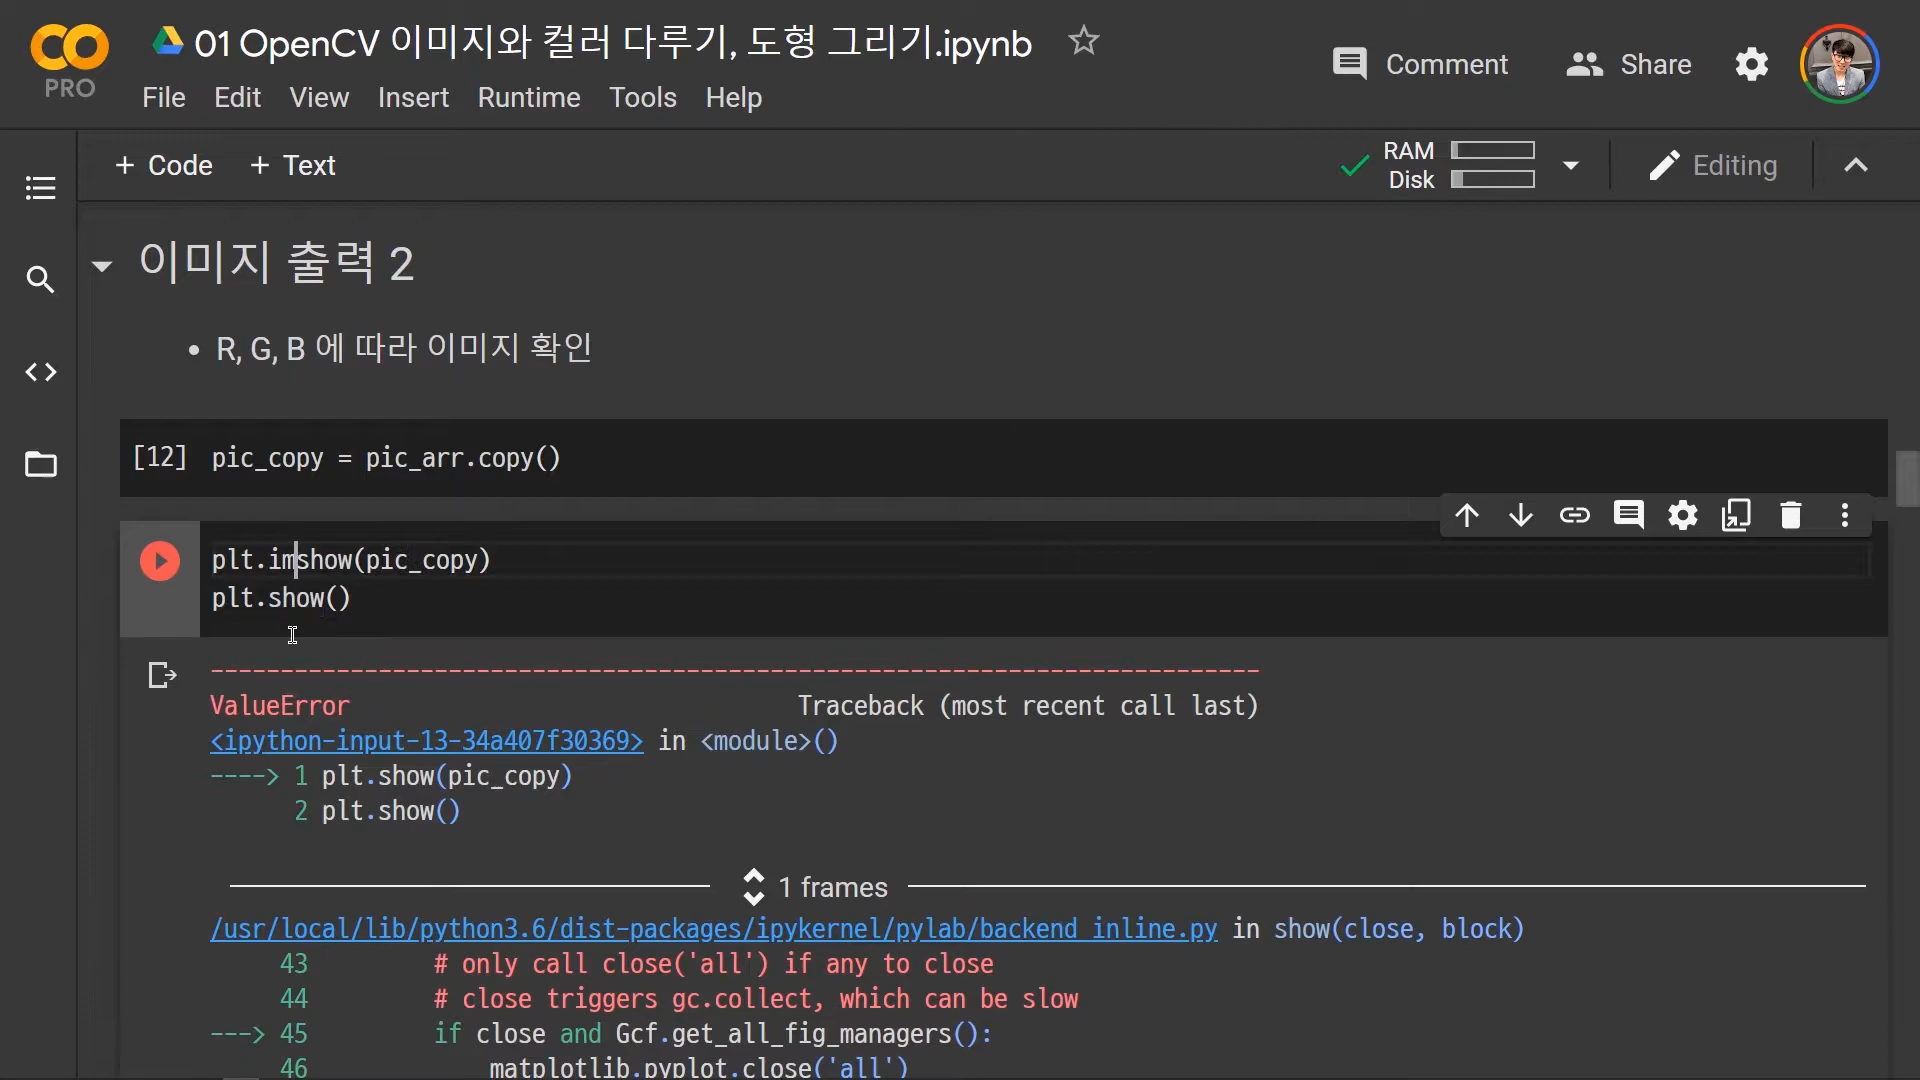 CO
PRO
01 OpenCV 이미지와 컬러 다루기, 도형 그리기.ipynb
Comment
Share
File Edit View Insert Runtime Tools Help
+ Code + Text
RAM
Disk
Editing
이미지 출력 2
• R, G, B 에 따라 이미지 확인
[12] pic_copy = pic_arr.copy()
plt.imshow(pic_copy)
plt.show()
---------------------------------------------------------------------------
ValueError Traceback (most recent call last)
<ipython-input-13-34a407f30369> in <module>()
----> 1 plt.show(pic_copy)
2 plt.show()
1 frames
/usr/local/lib/python3.6/dist-packages/ipykernel/pylab/backend_inline.py in show(close, block)
43 # only call close('all') if any to close
44 # close triggers gc.collect, which can be slow
---> 45 if close and Gcf.get_all_fig_managers():
46 matplotlib.pyplot.close('all')